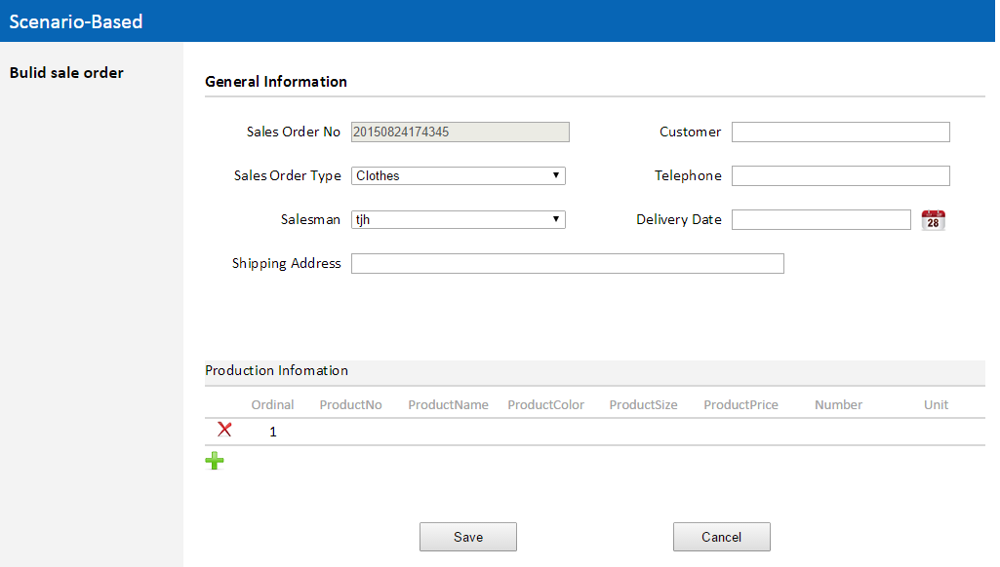 Scenario-Based
Bulid sale order
General Information
Sales Order No 20150824174345 Customer
Sales Order Type Clothes Telephone
Salesman tjh Delivery Date 28
Shipping Address
Production Infomation
Ordinal ProductNo ProductName ProductColor ProductSize ProductPrice Number Unit
1
Save Cancel